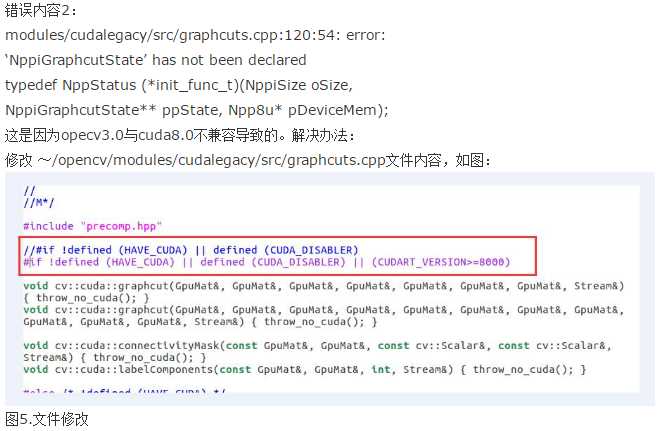 错误内容2：
modules/cudalegacy/src/graphcuts.cpp:120:54: error:
‘NppiGraphcutState’ has not been declared
typedef NppStatus (*init_func_t)(NppiSize oSize,
NppiGraphcutState** ppState, Npp8u* pDeviceMem);
这是因为opecv3.0与cuda8.0不兼容导致的。解决办法：
修改 ～/opencv/modules/cudalegacy/src/graphcuts.cpp文件内容，如图：
//
//M*/
#include "precomp.hpp"
//#if !defined (HAVE_CUDA) || defined (CUDA_DISABLER)
#if !defined (HAVE_CUDA) || defined (CUDA_DISABLER) || (CUDART_VERSION>=8000)
void cv::cuda::graphcut(GpuMat&, GpuMat&, GpuMat&, GpuMat&, GpuMat&, GpuMat&, GpuMat&, Stream&)
{ throw_no_cuda(); }
void cv::cuda::graphcut(GpuMat&, GpuMat&, GpuMat&, GpuMat&, GpuMat&, GpuMat&, GpuMat&,
GpuMat&, GpuMat&, GpuMat&, GpuMat&, Stream&) { throw_no_cuda(); }
void cv::cuda::connectivityMask(const GpuMat&, GpuMat&, const cv::Scalar&, const cv::Scalar&,
Stream&) { throw_no_cuda(); }
void cv::cuda::labelComponents(const GpuMat&, GpuMat&, int, Stream&) { throw_no_cuda(); }
#else /* !defined (HAVE_CUDA) */
图5.文件修改